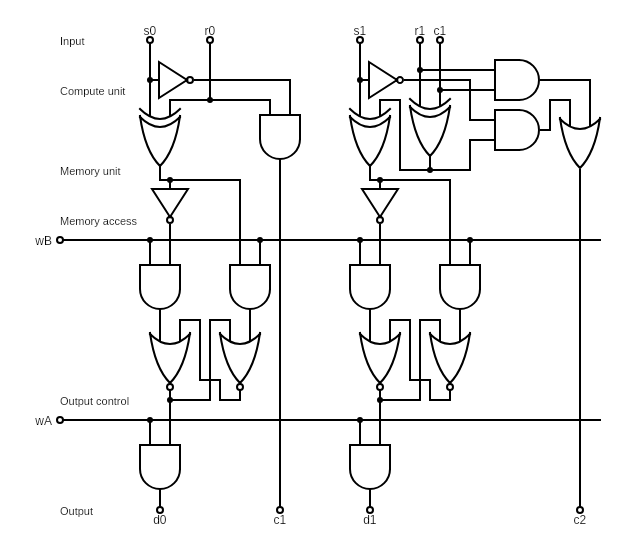 s0 r0 s1 r1 c1
Input
Compute unit
Memory unit
Memory access
wB
Output control
wA
Output
d0 c1 d1 c2